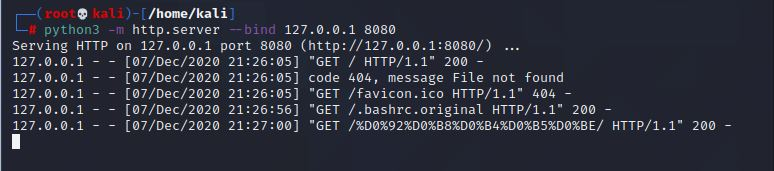 ┌──(root💀kali)-[/home/kali]
└─# python3 -m http.server --bind 127.0.0.1 8080
Serving HTTP on 127.0.0.1 port 8080 (http://127.0.0.1:8080/) ...
127.0.0.1 - - [07/Dec/2020 21:26:05] "GET / HTTP/1.1" 200 -
127.0.0.1 - - [07/Dec/2020 21:26:05] code 404, message File not found
127.0.0.1 - - [07/Dec/2020 21:26:05] "GET /favicon.ico HTTP/1.1" 404 -
127.0.0.1 - - [07/Dec/2020 21:26:56] "GET /.bashrc.original HTTP/1.1" 200 -
127.0.0.1 - - [07/Dec/2020 21:27:00] "GET /%D0%92%D0%B8%D0%B4%D0%B5%D0%BE/ HTTP/1.1" 200 -